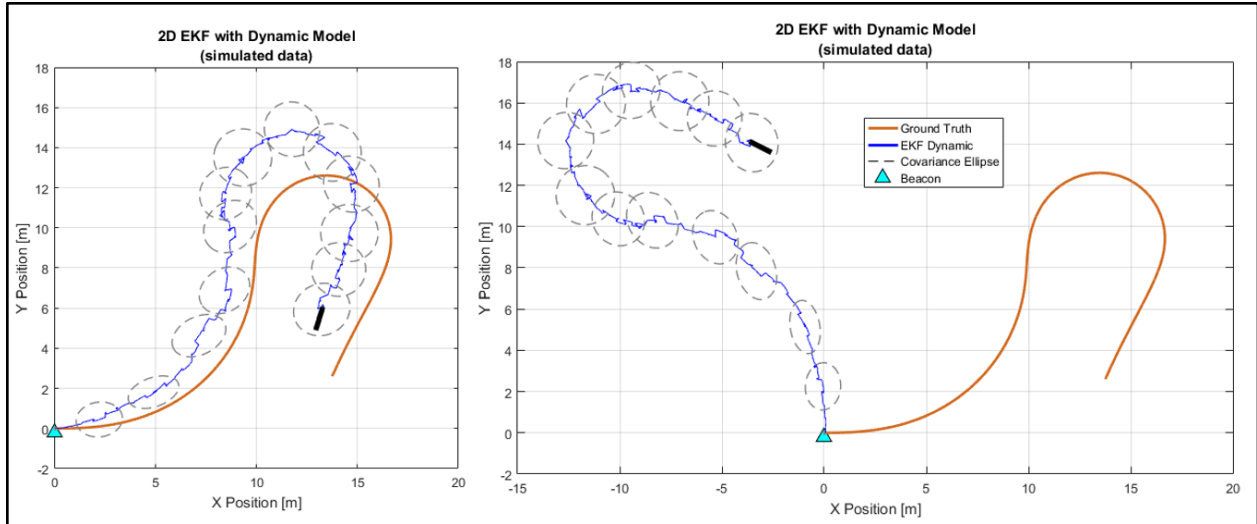 2D EKF with Dynamic Model
(simulated data)
18
16
14
12
10
8
6
4
2
0
-2
0
5
10
15
20
Y Position [m]
X Position [m]
2D EKF with Dynamic Model
(simulated data)
18
16
14
12
10
8
6
4
2
0
-2
-15
-10
-5
0
5
10
15
20
Y Position [m]
X Position [m]
Ground Truth
EKF Dynamic
Covariance Ellipse
Beacon